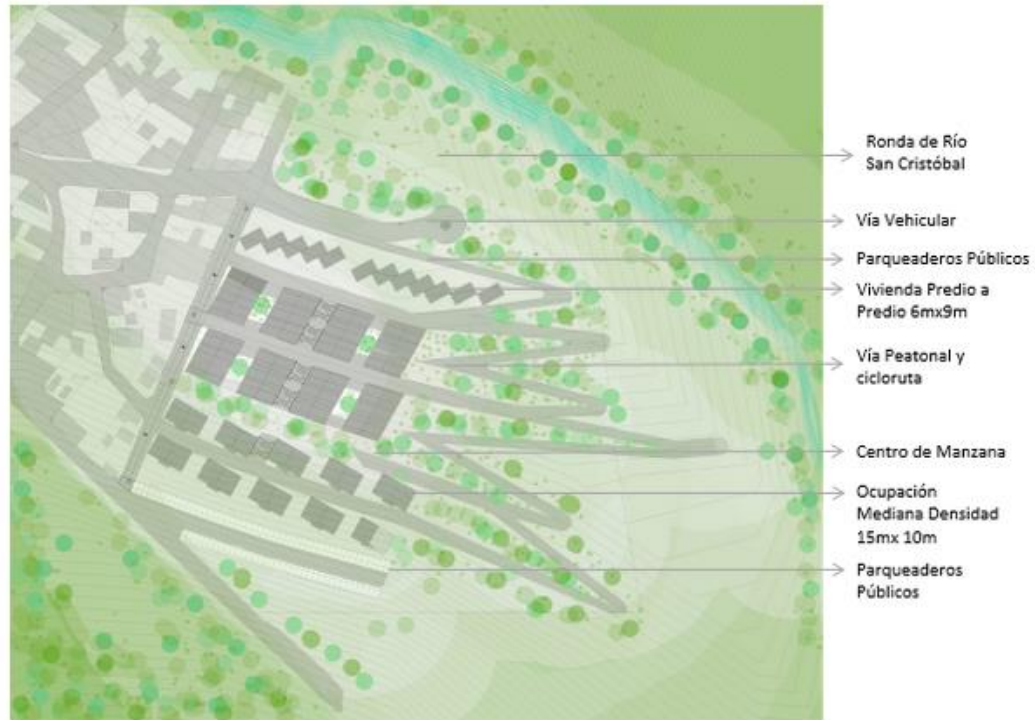 Ronda de Río
San Cristóbal
Vía Vehicular
Parqueaderos Públicos
Vivienda Predio a
Predio 6mx9m
Vía Peatonal y
cicloruta
Centro de Manzana
Ocupación
Mediana Densidad
15mx 10m
Parqueaderos
Públicos